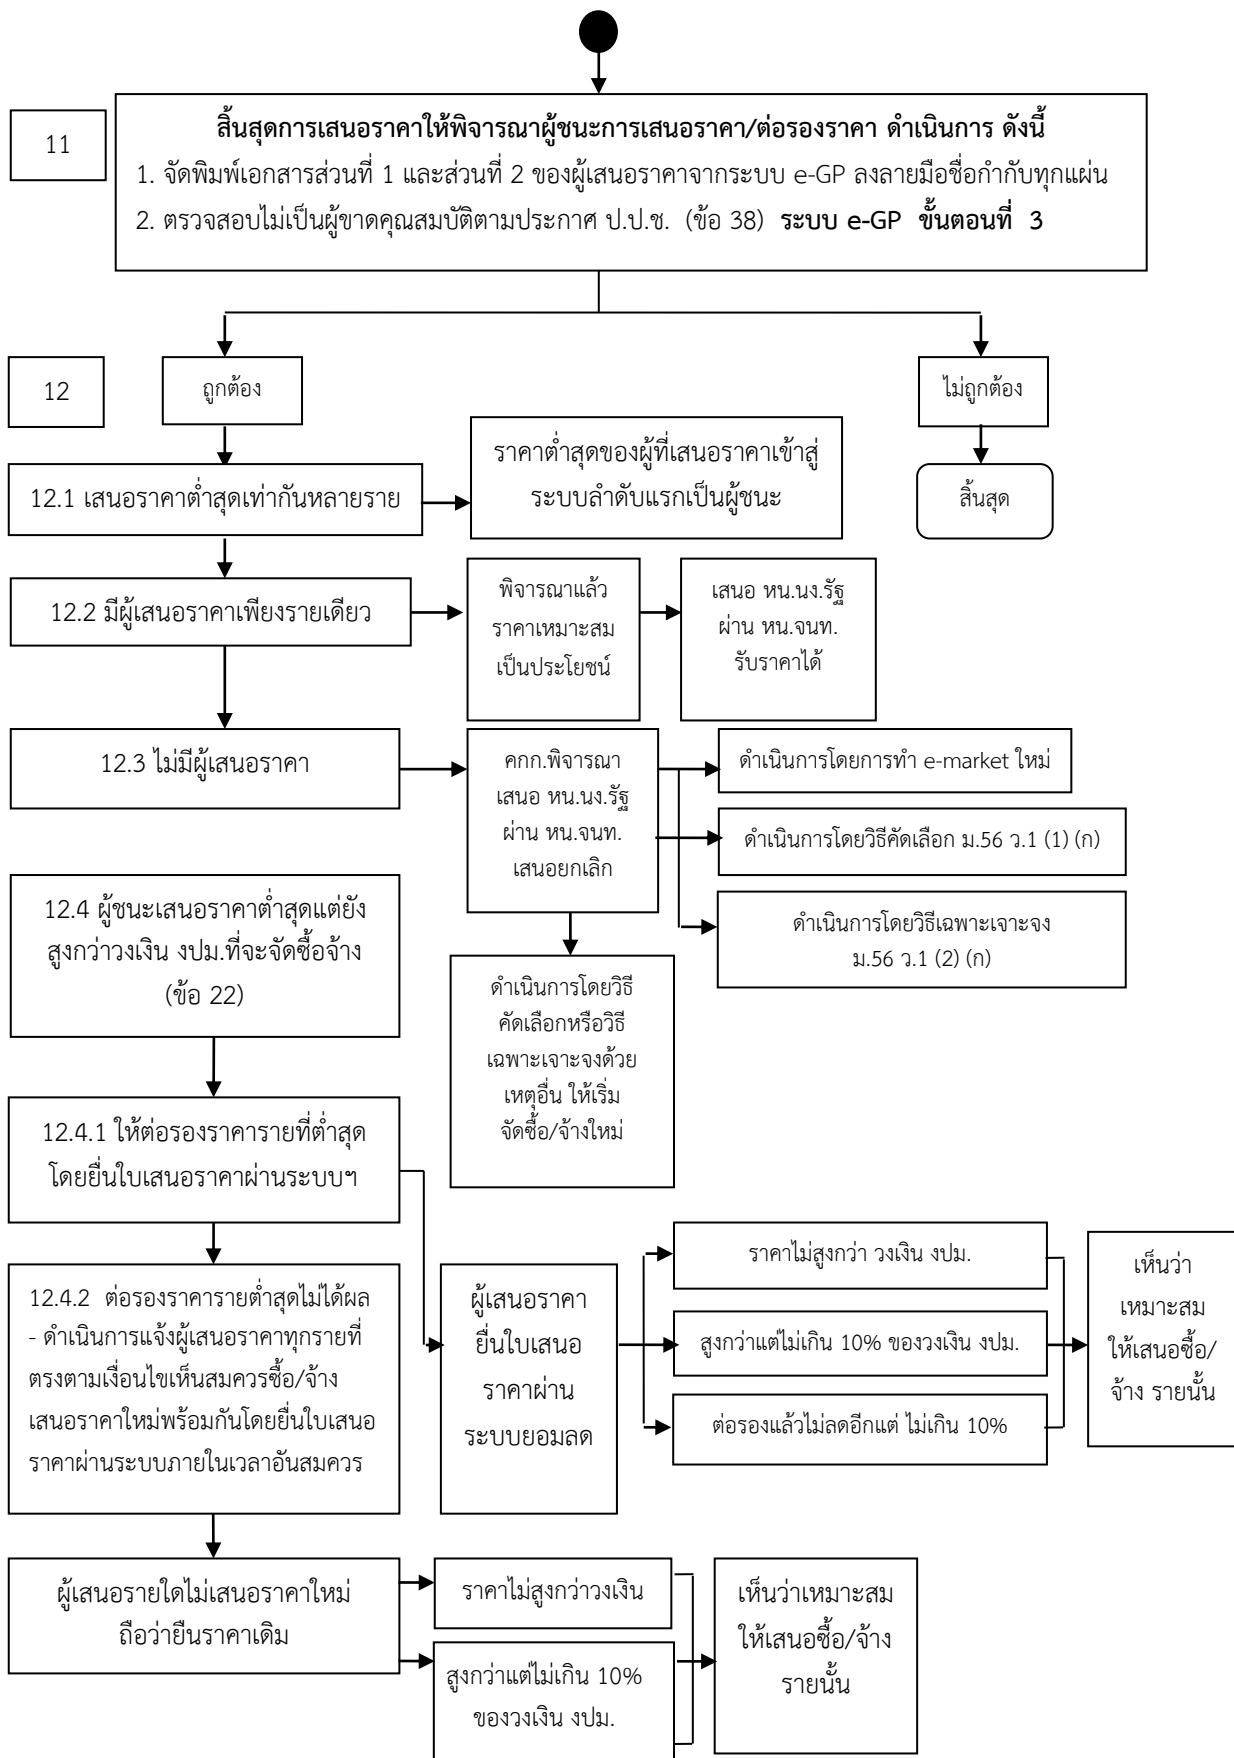 11
สิ้นสุดการเสนอราคาให้พิจารณาผู้ชนะการเสนอราคา/ต่อรองราคา ดำเนินการ ดังนี้
1. จัดพิมพ์เอกสารส่วนที่ 1 และส่วนที่ 2 ของผู้เสนอราคาจากระบบ e-GP ลงลายมือชื่อกำกับทุกแผ่น
2. ตรวจสอบไม่เป็นผู้ขาดคุณสมบัติตามประกาศ ป.ป.ช. (ข้อ 38) ระบบ e-GP ขั้นตอนที่ 3
12
ถูกต้อง
ไม่ถูกต้อง
สิ้นสุด
12.1 เสนอราคาต่ำสุดเท่ากันหลายราย
ราคาต่ำสุดของผู้ที่เสนอราคาเข้าสู่
ระบบลำดับแรกเป็นผู้ชนะ
12.2 มีผู้เสนอราคาเพียงรายเดียว
พิจารณาแล้ว
ราคาเหมาะสม
เป็นประโยชน์
เสนอ หน.นง.รัฐ
ผ่าน หน.จนท.
รับราคาได้
12.3 ไม่มีผู้เสนอราคา
คกก.พิจารณา
เสนอ หน.นง.รัฐ
ผ่าน หน.จนท.
เสนอยกเลิก
ดำเนินการโดยการทำ e-market ใหม่
ดำเนินการโดยวิธีคัดเลือก ม.56 ว.1 (1) (ก)
ดำเนินการโดยวิธีเฉพาะเจาะจง
ม.56 ว.1 (2) (ก)
ดำเนินการโดยวิธี
คัดเลือกหรือวิธี
เฉพาะเจาะจงด้วย
เหตุอื่น ให้เริ่ม
จัดซื้อ/จ้างใหม่
12.4 ผู้ชนะเสนอราคาต่ำสุดแต่ยัง
สูงกว่าวงเงิน งปม.ที่จะจัดซื้อจ้าง
(ข้อ 22)
12.4.1 ให้ต่อรองราคารายที่ต่ำสุด
โดยยื่นใบเสนอราคาผ่านระบบฯ
12.4.2 ต่อรองราคารายต่ำสุดไม่ได้ผล
- ดำเนินการแจ้งผู้เสนอราคาทุกรายที่
ตรงตามเงื่อนไขเห็นสมควรซื้อ/จ้าง
เสนอราคาใหม่พร้อมกันโดยยื่นใบเสนอ
ราคาผ่านระบบภายในเวลาอันสมควร
ผู้เสนอราคา
ยื่นใบเสนอ
ราคาผ่าน
ระบบยอมลด
ราคาไม่สูงกว่า วงเงิน งปม.
สูงกว่าแต่ไม่เกิน 10% ของวงเงิน งปม.
ต่อรองแล้วไม่ลดอีกแต่ ไม่เกิน 10%
เห็นว่า
เหมาะสม
ให้เสนอซื้อ/
จ้าง รายนั้น
ผู้เสนอรายใดไม่เสนอราคาใหม่
ถือว่ายืนราคาเดิม
ราคาไม่สูงกว่าวงเงิน
สูงกว่าแต่ไม่เกิน 10%
ของวงเงิน งปม.
เห็นว่าเหมาะสม
ให้เสนอซื้อ/จ้าง
รายนั้น